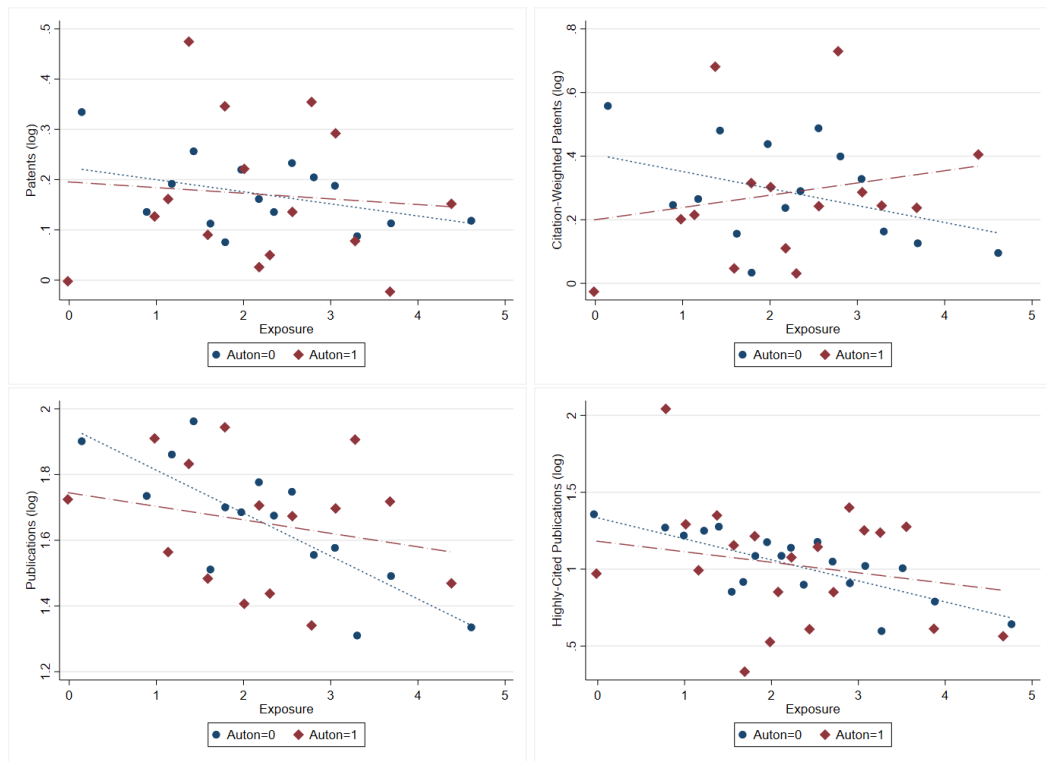 Patents (log)
.5
.4
.3
.2
.1
0
0 1 2 3 4 5
Exposure
Auton=0 Auton=1
Citation-Weighted Patents (log)
.8
.6
.4
.2
0
0 1 2 3 4 5
Exposure
Auton=0 Auton=1
Publications (log)
2
1.8
1.6
1.4
1.2
0 1 2 3 4 5
Exposure
Auton=0 Auton=1
Highly-Cited Publications (log)
2
1.5
1
.5
0 1 2 3 4 5
Exposure
Auton=0 Auton=1